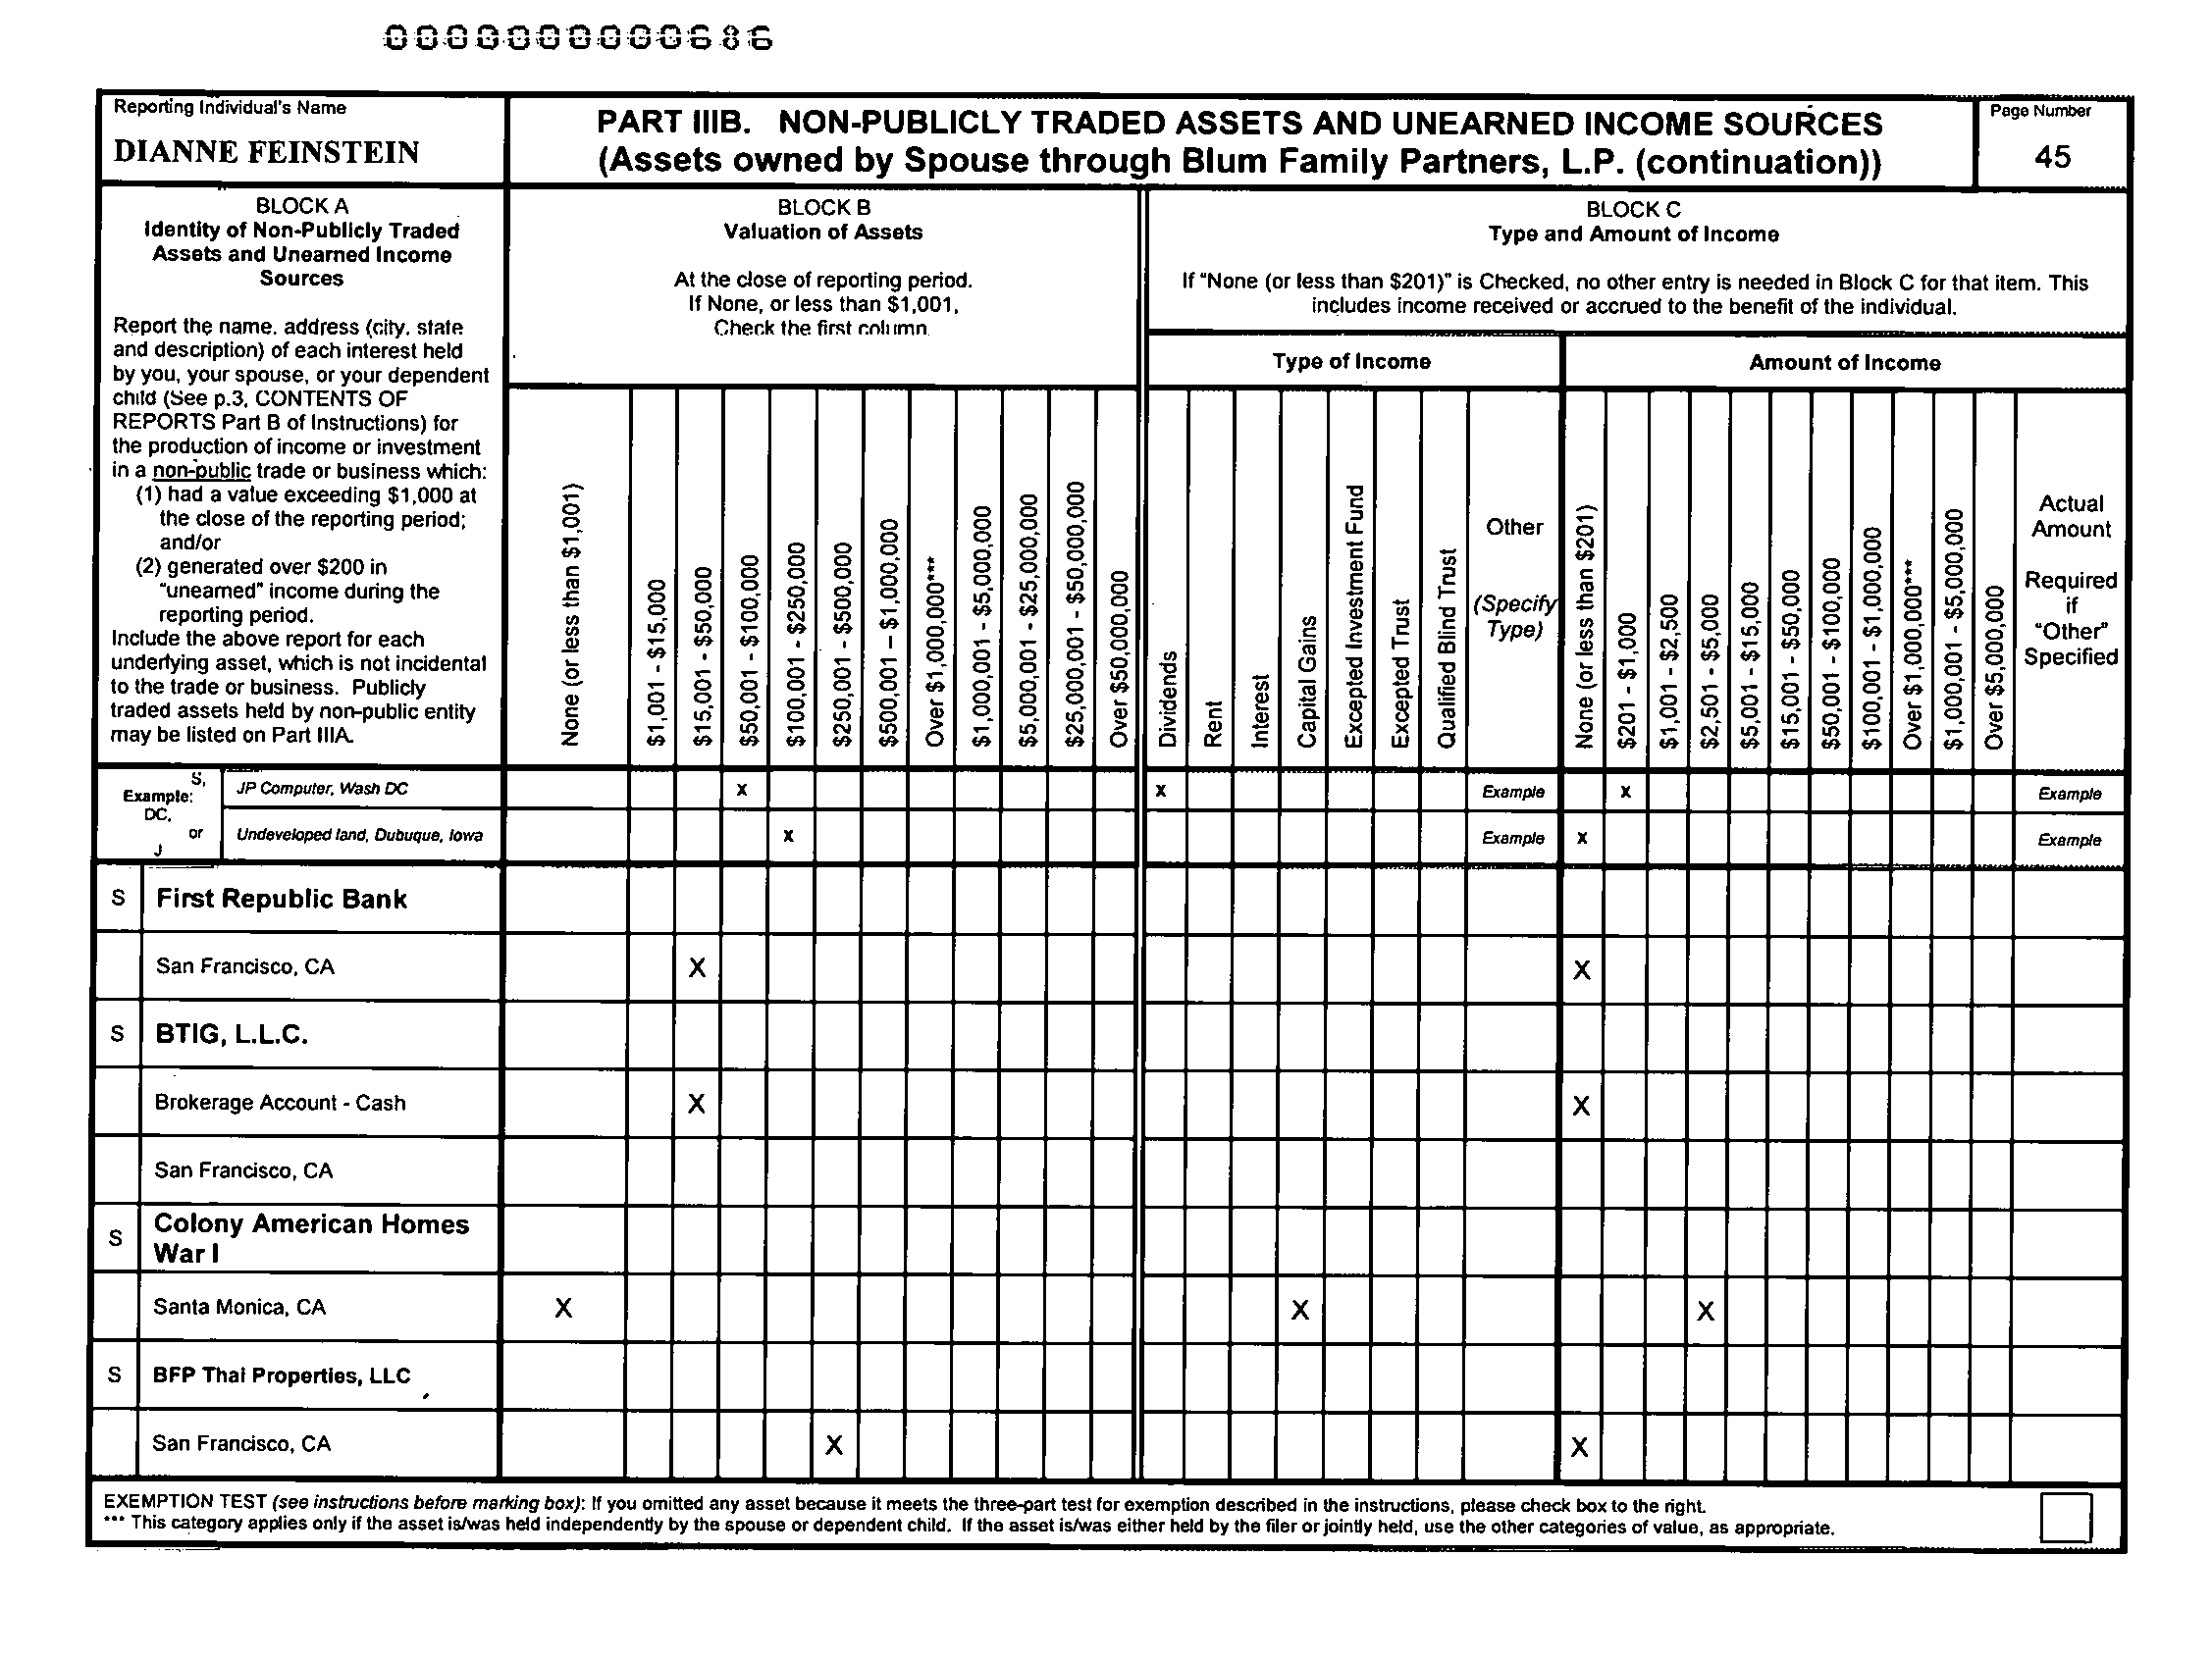 000000000686
Reporting Individual's Name
DIANNE FEINSTEIN
PART IIIB. NON-PUBLICLY TRADED ASSETS AND UNEARNED INCOME SOURCES
(Assets owned by Spouse through Blum Family Partners, L.P. (continuation))
Page Number
45
BLOCK A
Identity of Non-Publicly Traded
Assets and Unearned Income
Sources
Report the name, address (city, state
and description) of each interest held
by you, your spouse, or your dependent
child (See p.3, CONTENTS OF
REPORTS Part B of Instructions) for
the production of income or investment
in a non-public trade or business which:
(1) had a value exceeding $1,000 at
the close of the reporting period;
and/or
(2) generated over $200 in
"unearned" income during the
reporting period.
Include the above report for each
underlying asset, which is not incidental
to the trade or business. Publicly
traded assets held by non-public entity
may be listed on Part IIIA.
BLOCK B
Valuation of Assets
At the close of reporting period.
If None, or less than $1,001,
Check the first column.
None (or less than $1,001)
$1,001 - $15,000
$15,001 - $50,000
$50,001 - $100,000
$100,001 - $250,000
$250,001 - $500,000
$500,001 – $1,000,000
Over $1,000,000***
$1,000,001 - $5,000,000
$5,000,001 - $25,000,000
$25,000,001 - $50,000,000
Over $50,000,000
BLOCK C
Type and Amount of Income
If "None (or less than $201)" is Checked, no other entry is needed in Block C for that item. This
includes income received or accrued to the benefit of the individual.
Type of Income
Amount of Income
Dividends
Rent
Interest
Capital Gains
Excepted Investment Fund
Excepted Trust
Qualified Blind Trust
Other
(Specify
Type)
None (or less than $201)
$201 - $1,000
$1,001 - $2,500
$2,501 - $5,000
$5,001 - $15,000
$15,001 - $50,000
$50,001 - $100,000
$100,001 - $1,000,000
Over $1,000,000***
$1,000,001 - $5,000,000
Over $5,000,000
Actual
Amount
Required
if
"Other"
Specified
Example:
S,
DC,
or
J
JP Computer, Wash DC X X Example X Example
Undeveloped land, Dubuque, Iowa X Example X Example
S First Republic Bank
San Francisco, CA X X
S BTIG, L.L.C.
Brokerage Account - Cash X X
San Francisco, CA
S Colony American Homes
War I
Santa Monica, CA X X X
S BFP Thai Properties, LLC
San Francisco, CA X X
EXEMPTION TEST (see instructions before marking box): If you omitted any asset because it meets the three-part test for exemption described in the instructions, please check box to the right.
*** This category applies only if the asset is/was held independently by the spouse or dependent child. If the asset is/was either held by the filer or jointly held, use the other categories of value, as appropriate.